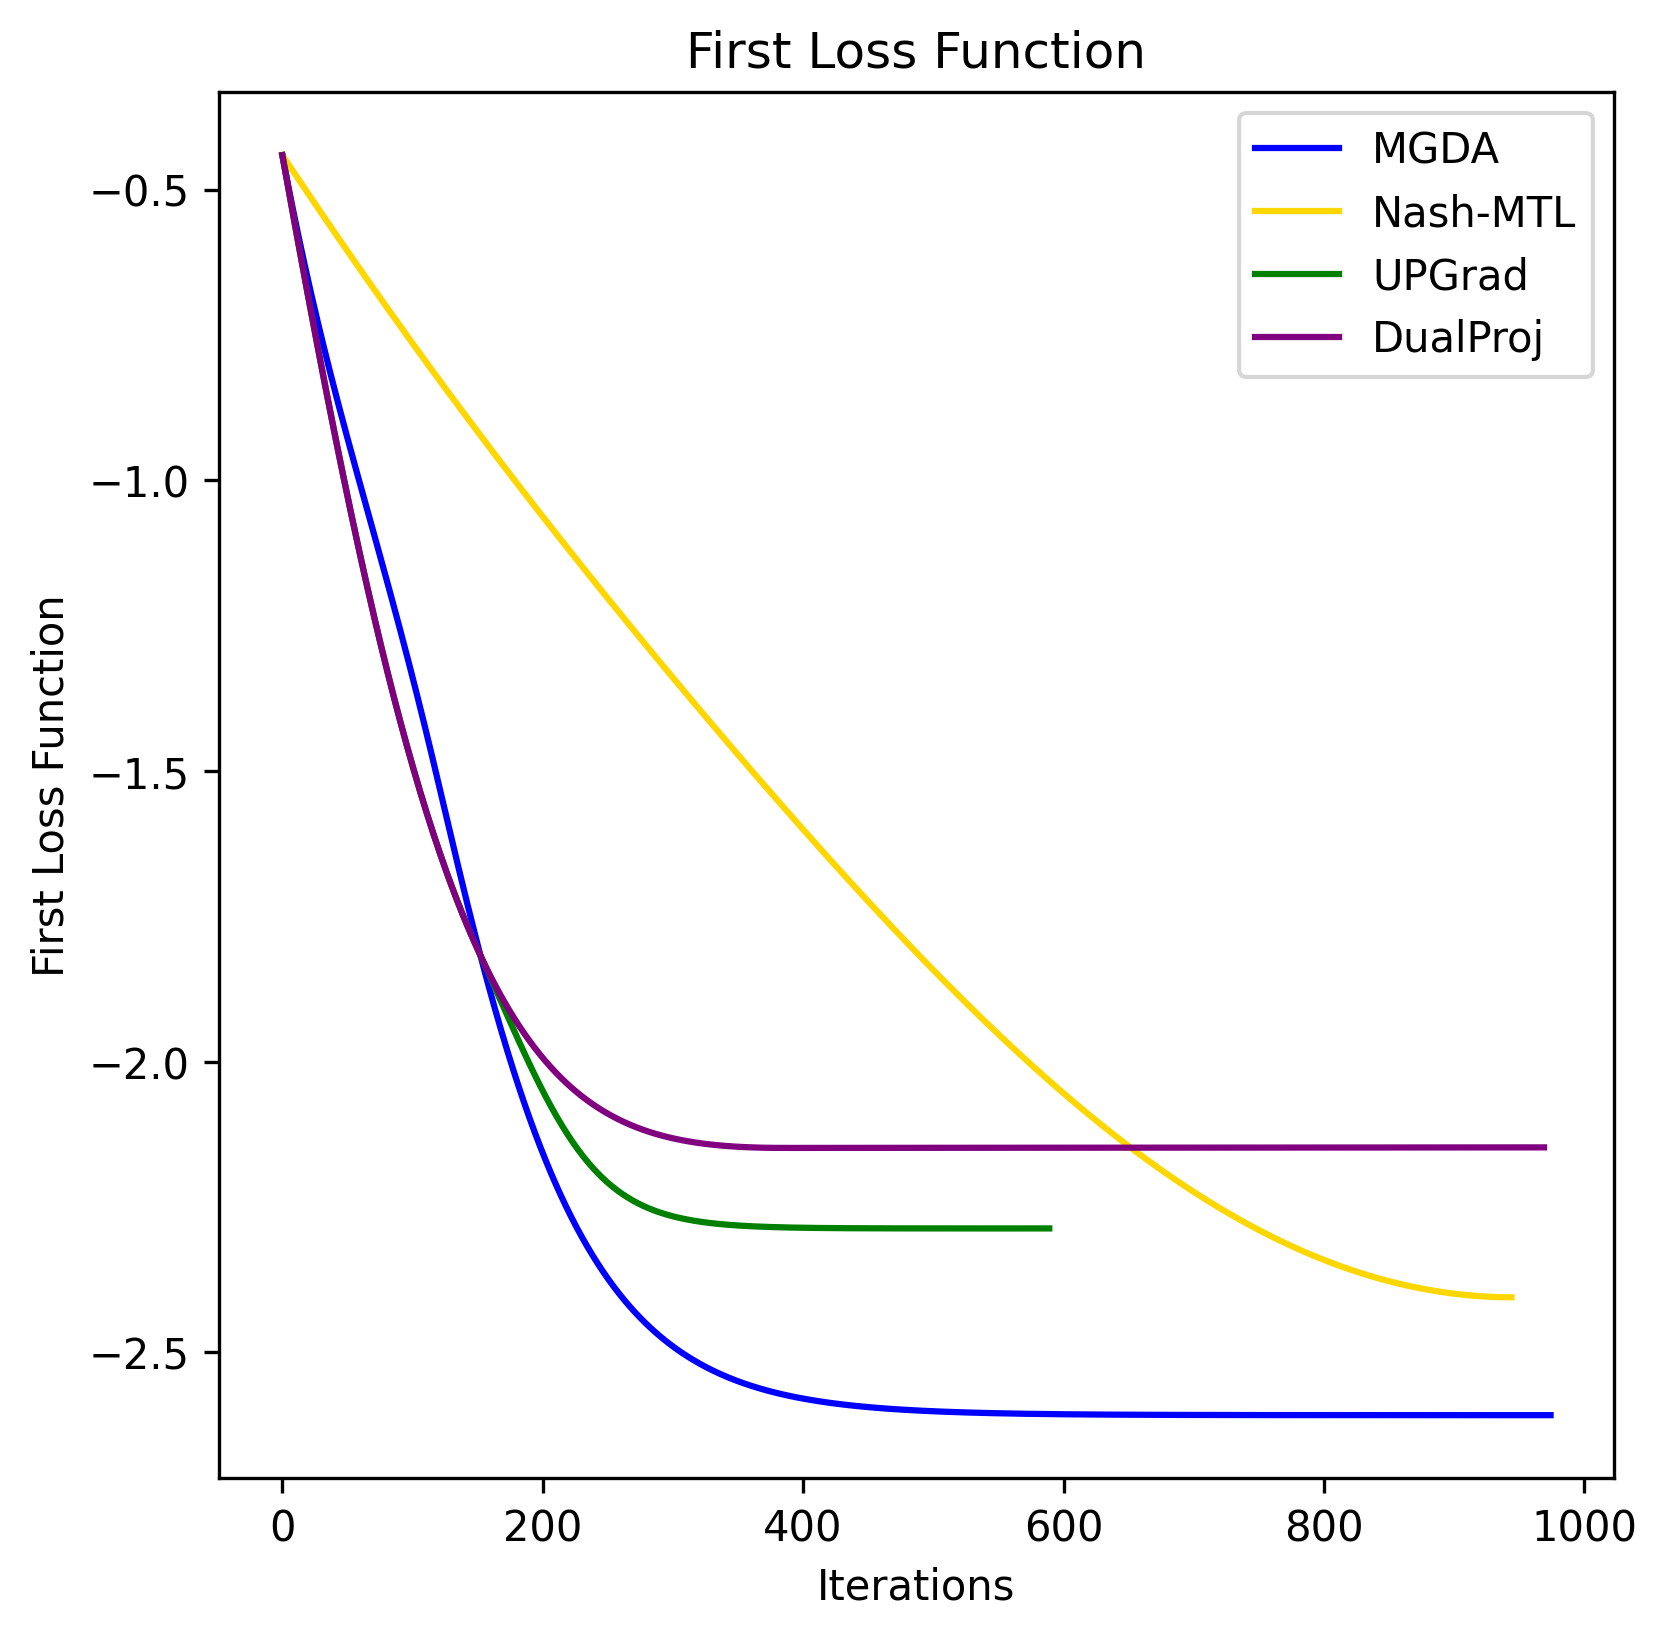 First Loss Function
MGDA
Nash-MTL
UPGrad
DualProj
First Loss Function
−0.5
−1.0
−1.5
−2.0
−2.5
0 200 400 600 800 1000
Iterations